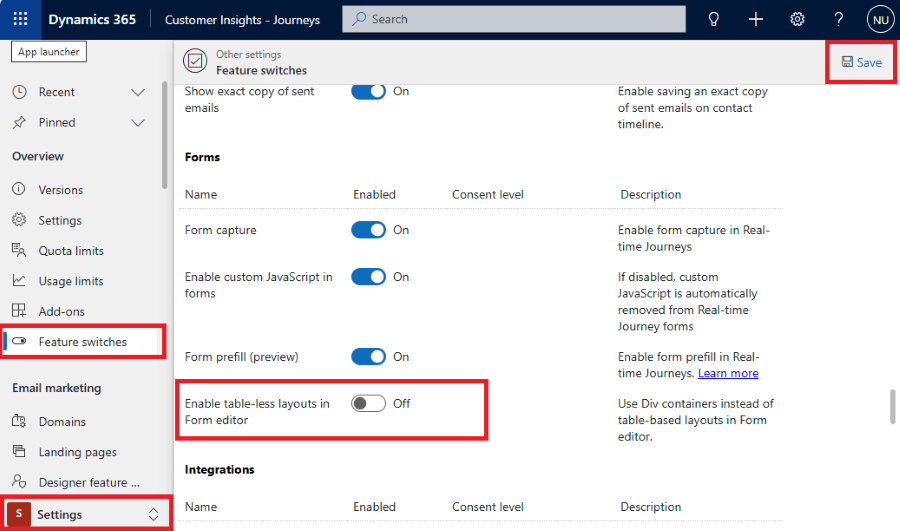 Dynamics 365 Customer Insights - Journeys Search NU
App launcher
Recent
Pinned
Overview
Versions
Settings
Quota limits
Usage limits
Add-ons
Feature switches
Email marketing
Domains
Landing pages
Designer feature ...
S Settings
Other settings
Feature switches
Save
Show exact copy of sent
emails
On
Enable saving an exact copy
of sent emails on contact
timeline.
Forms
Name Enabled Consent level Description
Form capture
On
Enable form capture in Real-
time Journeys
Enable custom JavaScript in
forms
On
If disabled, custom
JavaScript is automatically
removed from Real-time
Journey forms
Form prefill (preview)
On
Enable form prefill in Real-
time Journeys. Learn more
Enable table-less layouts in
Form editor
Off
Use Div containers instead of
table-based layouts in Form
editor.
Integrations
Name Enabled Consent level Description